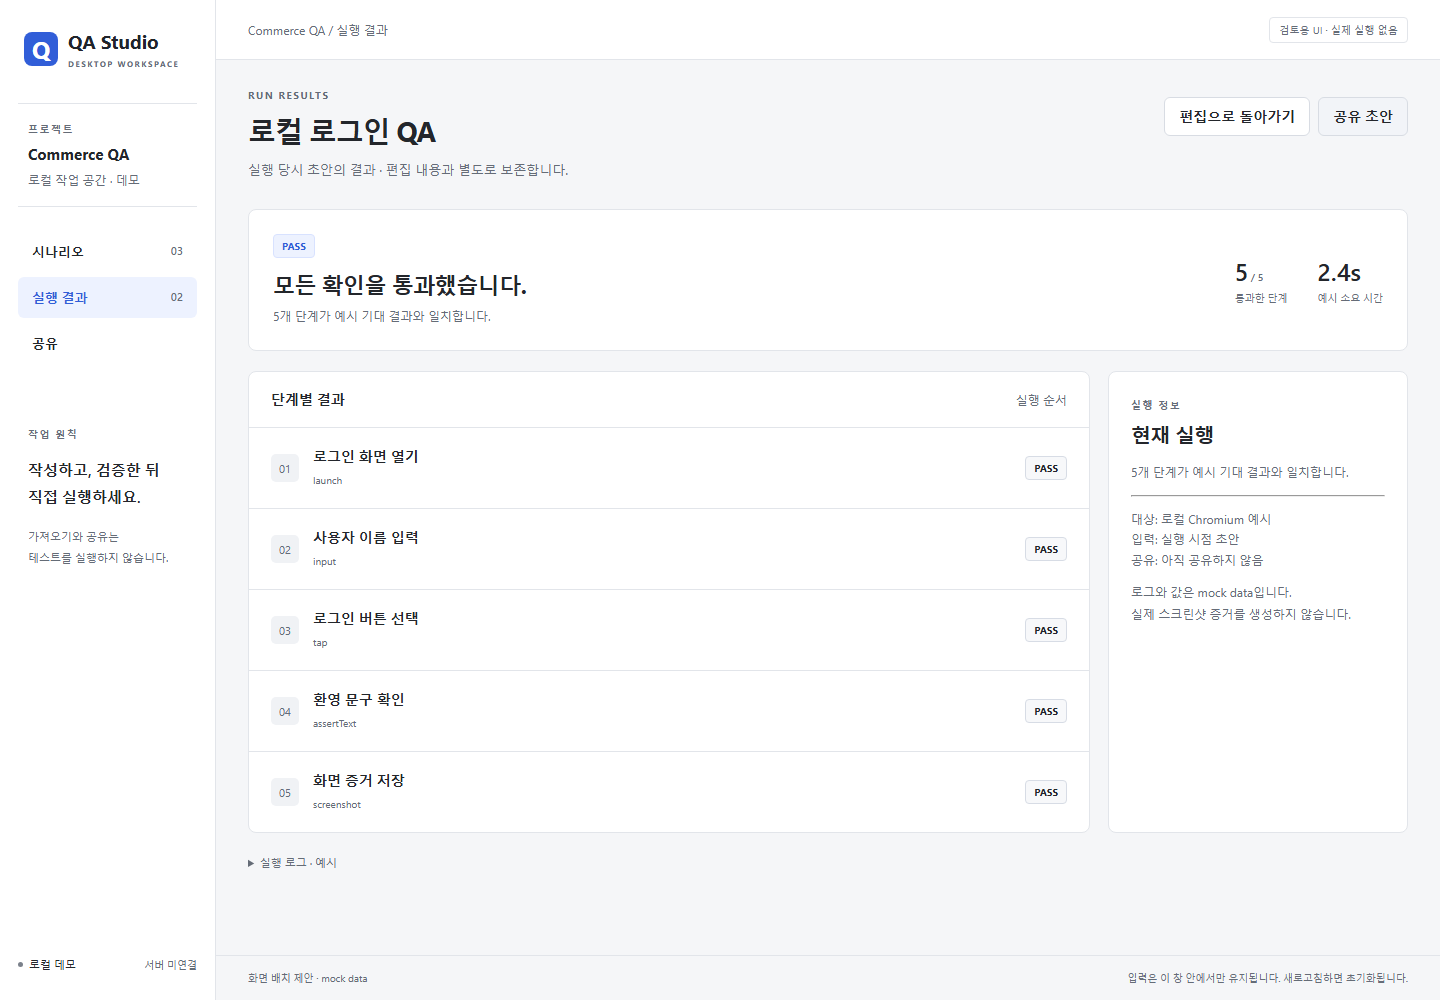 Q
QA Studio
DESKTOP WORKSPACE
프로젝트
Commerce QA
로컬 작업 공간 · 데모
시나리오 03
실행 결과 02
공유
작업 원칙
작성하고, 검증한 뒤
직접 실행하세요.
가져오기와 공유는
테스트를 실행하지 않습니다.
로컬 데모 서버 미연결
Commerce QA / 실행 결과
검토용 UI · 실제 실행 없음
RUN RESULTS
로컬 로그인 QA
실행 당시 초안의 결과 · 편집 내용과 별도로 보존합니다.
편집으로 돌아가기
공유 초안
PASS
모든 확인을 통과했습니다.
5개 단계가 예시 기대 결과와 일치합니다.
5 / 5
통과한 단계
2.4s
예시 소요 시간
단계별 결과 실행 순서
01 로그인 화면 열기
launch
PASS
02 사용자 이름 입력
input
PASS
03 로그인 버튼 선택
tap
PASS
04 환영 문구 확인
assertText
PASS
05 화면 증거 저장
screenshot
PASS
실행 정보
현재 실행
5개 단계가 예시 기대 결과와 일치합니다.
대상: 로컬 Chromium 예시
입력: 실행 시점 초안
공유: 아직 공유하지 않음
로그와 값은 mock data입니다.
실제 스크린샷 증거를 생성하지 않습니다.
▶ 실행 로그 · 예시
화면 배치 제안 · mock data
입력은 이 창 안에서만 유지됩니다. 새로고침하면 초기화됩니다.